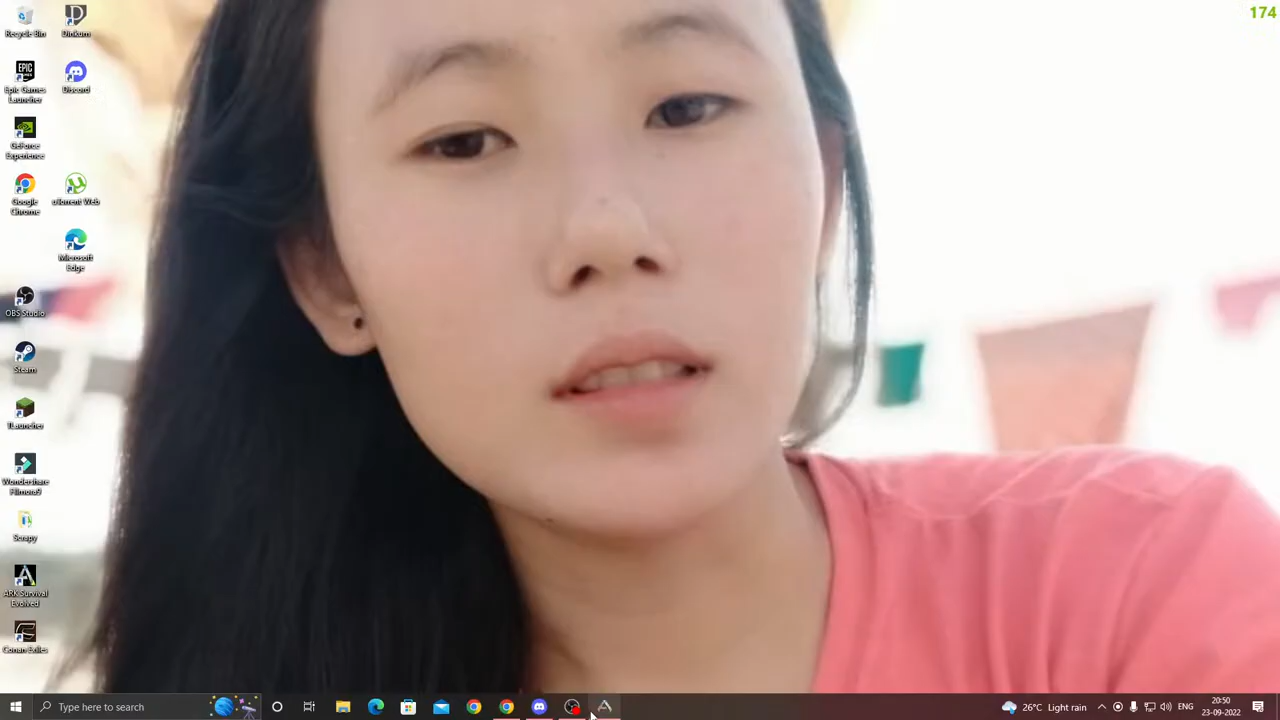 174
Recycle Bin
Dinkum
Epic Games
Launcher
Discord
GeForce
Experience
Google
Chrome
uTorrent Web
Microsoft
Edge
OBS Studio
Steam
TLauncher
Wondershare
Filmora9
Scrapy
ARK Survival
Evolved
Conan Exiles
Type here to search
26°C Light rain
ENG
20:50
23-09-2022